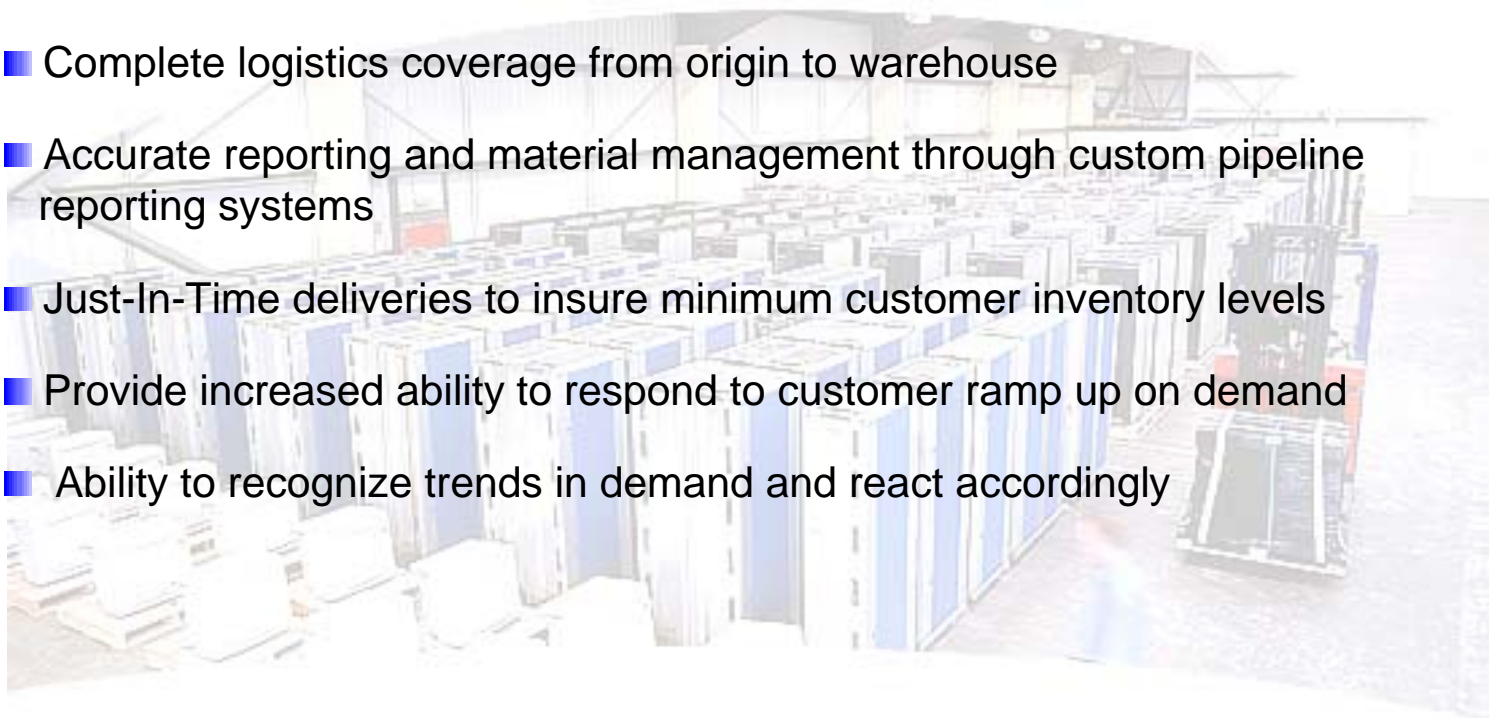 Complete logistics coverage from origin to warehouse
Accurate reporting and material management through custom pipeline
reporting systems
Just-In-Time deliveries to insure minimum customer inventory levels
Provide increased ability to respond to customer ramp up on demand
Ability to recognize trends in demand and react accordingly